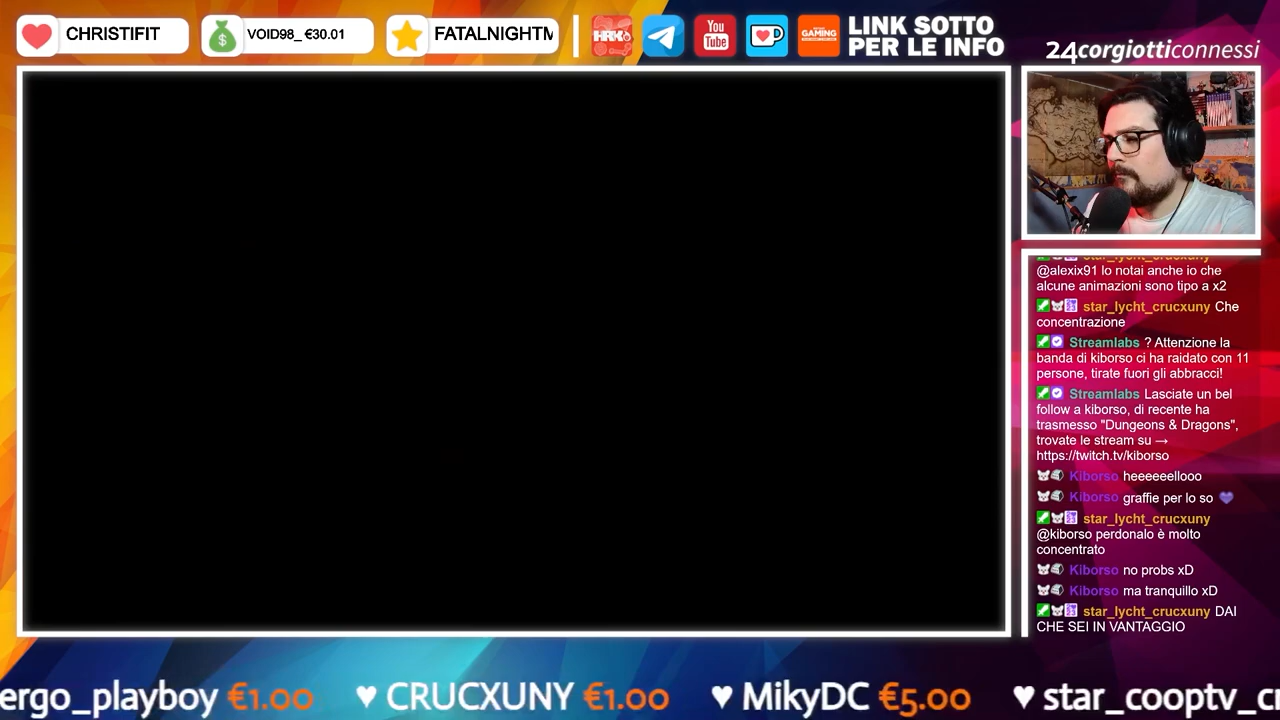 CHRISTIFIT
VOID98_ €30.01
FATALNIGHTM
HRK
You
Tube
GAMING
LINK SOTTO
PER LE INFO
24corgiotticonnessi
star_lycht_crucxuny
@alexix91 lo notai anche io che
alcune animazioni sono tipo a x2
star_lycht_crucxuny Che
concentrazione
Streamlabs ? Attenzione la
banda di kiborso ci ha raidato con 11
persone, tirate fuori gli abbracci!
Streamlabs Lasciate un bel
follow a kiborso, di recente ha
trasmesso "Dungeons & Dragons",
trovate le stream su →
https://twitch.tv/kiborso
Kiborso heeeeeellooo
Kiborso graffie per lo so 💜
star_lycht_crucxuny
@kiborso perdonalo è molto
concentrato
Kiborso no probs xD
Kiborso ma tranquillo xD
star_lycht_crucxuny DAI
CHE SEI IN VANTAGGIO
ergo_playboy €1.00 ♥ CRUCXUNY €1.00 ♥ MikyDC €5.00 ♥ star_cooptv_cr